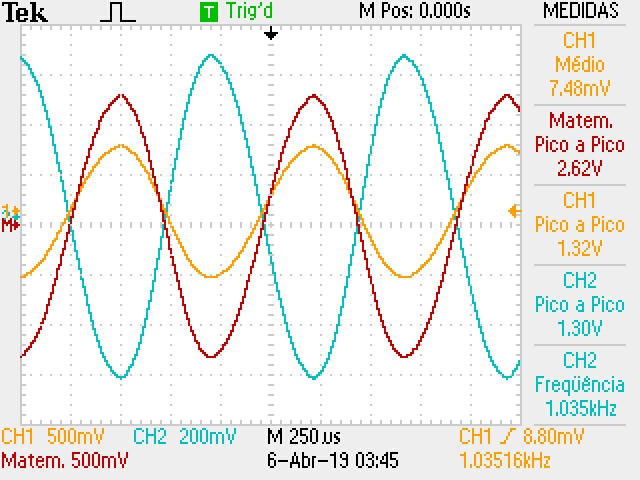 Tek T Trig'd M Pos: 0.000s MEDIDAS
CH1
Médio
7.48mV
Matem.
Pico a Pico
2.62V
CH1
Pico a Pico
1.32V
CH2
Pico a Pico
1.30V
CH2
Freqüência
1.035kHz
1
2
M
CH1 500mV CH2 200mV M 250µs CH1 8.80mV
Matem. 500mV 6-Abr-19 03:45 1.03516kHz